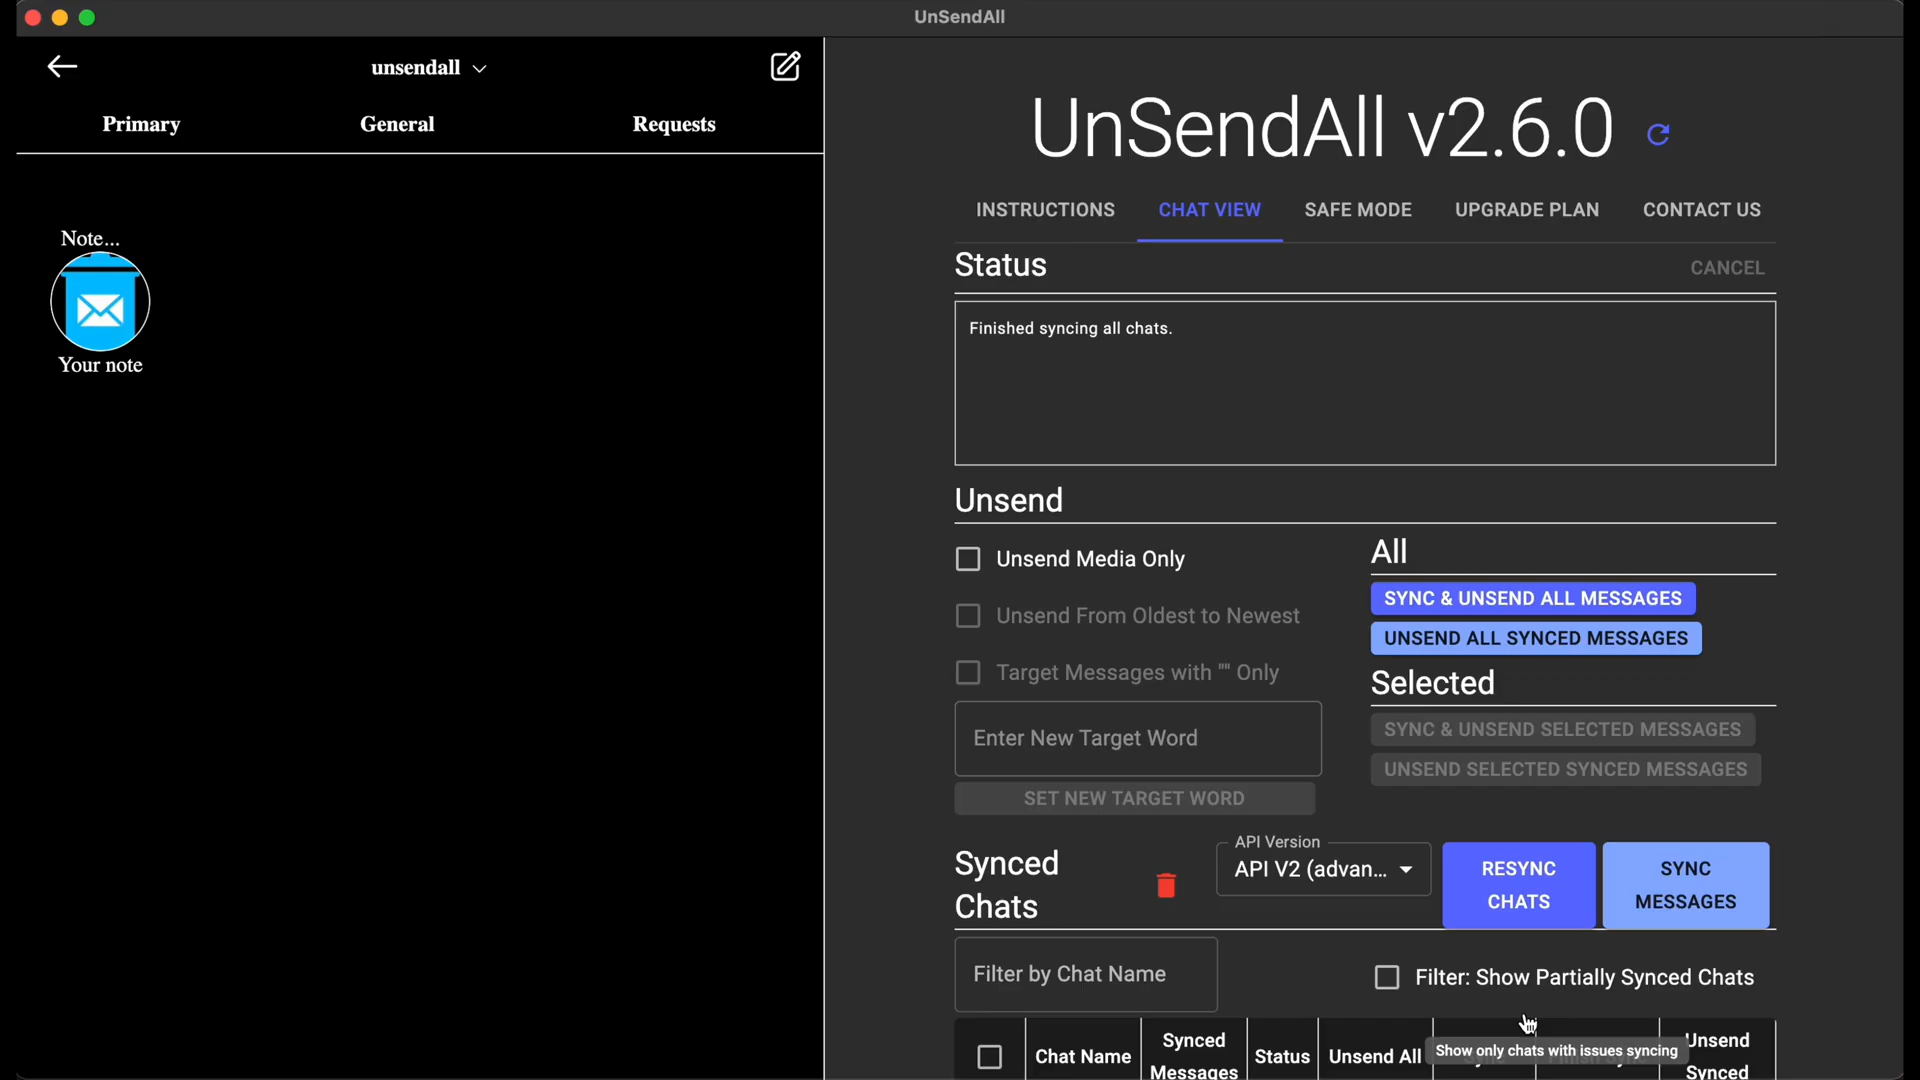 UnSendAll
unsendall
Primary
General
Requests
Note...
Your note
UnSendAll v2.6.0
INSTRUCTIONS
CHAT VIEW
SAFE MODE
UPGRADE PLAN
CONTACT US
Status
CANCEL
Finished syncing all chats.
Unsend
Unsend Media Only
Unsend From Oldest to Newest
Target Messages with "" Only
Enter New Target Word
SET NEW TARGET WORD
All
SYNC & UNSEND ALL MESSAGES
UNSEND ALL SYNCED MESSAGES
Selected
SYNC & UNSEND SELECTED MESSAGES
UNSEND SELECTED SYNCED MESSAGES
Synced
Chats
API Version
API V2 (advan...
RESYNC
CHATS
SYNC
MESSAGES
Filter by Chat Name
Filter: Show Partially Synced Chats
Chat Name
Synced
Messages
Status
Unsend All
Show only chats with issues syncing
Unsend
Synced